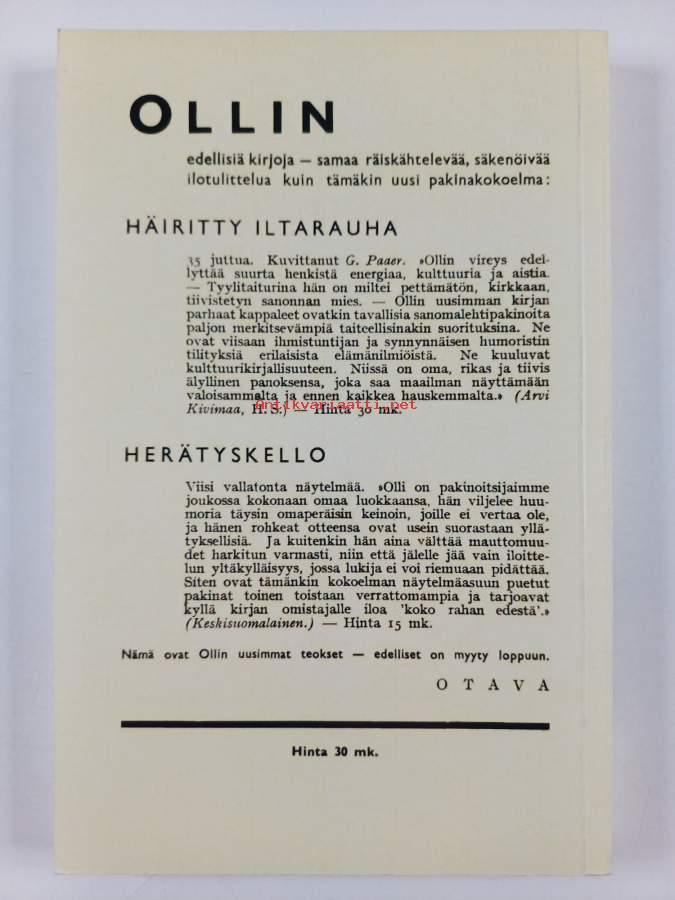 OLLIN
edellisiä kirjoja — samaa räiskähtelevää, säkenöivää
ilotulittelua kuin tämäkin uusi pakinakokoelma:
HÄIRITTY ILTARAUHA
35 juttua. Kuvittanut G. Paaer. »Ollin vireys edel-
lyttää suurta henkistä energiaa, kulttuuria ja aistia.
— Tyylitaiturina hän on miltei pettämätön, kirkkaan,
tiivistetyn sanonnan mies. — Ollin uusimman kirjan
parhaat kappaleet ovatkin tavallisia sanomalehtipakinoita
paljon merkitsevämpiä taiteellisinakin suorituksina. Ne
ovat viisaan ihmistuntijan ja synnynnäisen humoristin
tilityksiä erilaisista elämänilmiöistä. Ne kuuluvat
kulttuurikirjallisuuteen. Niissä on oma, rikas ja tiivis
älyllinen panoksensa, joka saa maailman näyttämään
valoisammalta ja ennen kaikkea hauskemmalta.» (Arvi
Kivimaa, H. S.) — Hinta 30 mk.
Antikvariaatti.net
HERÄTYSKELLO
Viisi vallatonta näytelmää. »Olli on pakinoitsijaimme
joukossa kokonaan omaa luokkaansa, hän viljelee huu-
moria täysin omaperäisin keinoin, joille ei vertaa ole,
ja hänen rohkeat otteensa ovat usein suorastaan yllä-
tyksellisiä. Ja kuitenkin hän aina välttää mauttomuu-
det harkitun varmasti, niin että jälelle jää vain iloitte-
lun yltäkylläisyys, jossa lukija ei voi riemuaan pidättää.
Siten ovat tämänkin kokoelman näytelmäasuun puetut
pakinat toinen toistaan verrattomampia ja tarjoavat
kyllä kirjan omistajalle iloa 'koko rahan edestä'.»
(Keskisuomalainen.) — Hinta 15 mk.
Nämä ovat Ollin uusimmat teokset — edelliset on myyty loppuun.
OTAVA
Hinta 30 mk.